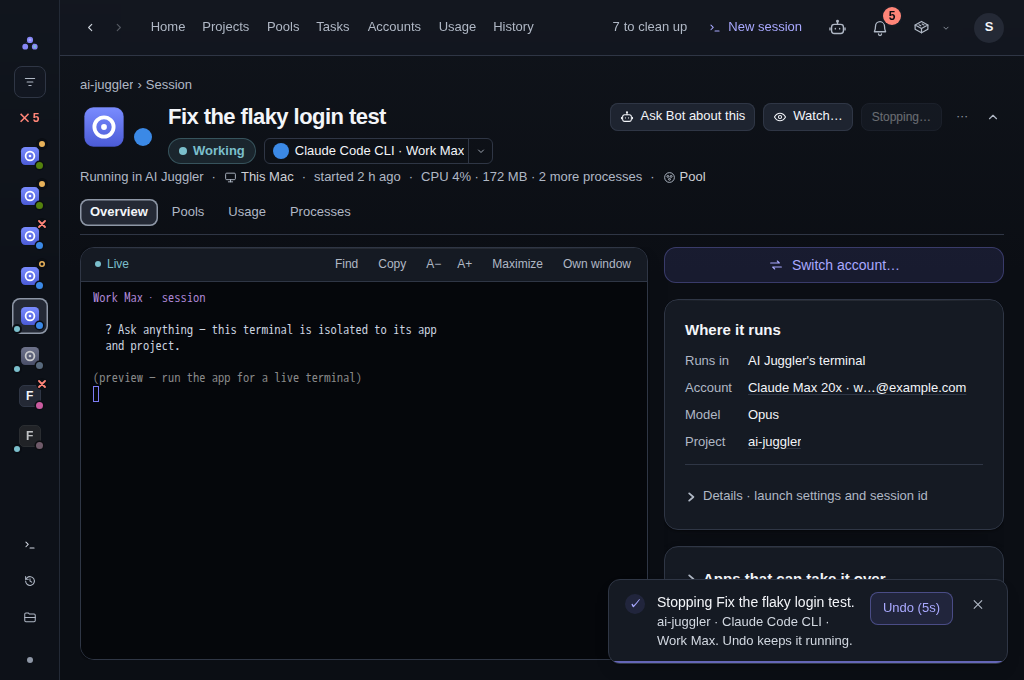 Home Projects Pools Tasks Accounts Usage History 7 to clean up New session 5 S
5
F
F
ai-juggler › Session
Fix the flaky login test
Ask Bot about this Watch… Stopping… ···
Working Claude Code CLI · Work Max
Running in AI Juggler · This Mac · started 2 h ago · CPU 4% · 172 MB · 2 more processes · Pool
Overview Pools Usage Processes
Live Find Copy A− A+ Maximize Own window
Work Max · session
? Ask anything — this terminal is isolated to its app
and project.
(preview — run the app for a live terminal)
Switch account…
Where it runs
Runs in AI Juggler's terminal
Account Claude Max 20x · w…@example.com
Model Opus
Project ai-juggler
Details · launch settings and session id
Apps that can take it over
Stopping Fix the flaky login test.
ai-juggler · Claude Code CLI ·
Work Max. Undo keeps it running.
Undo (5s)